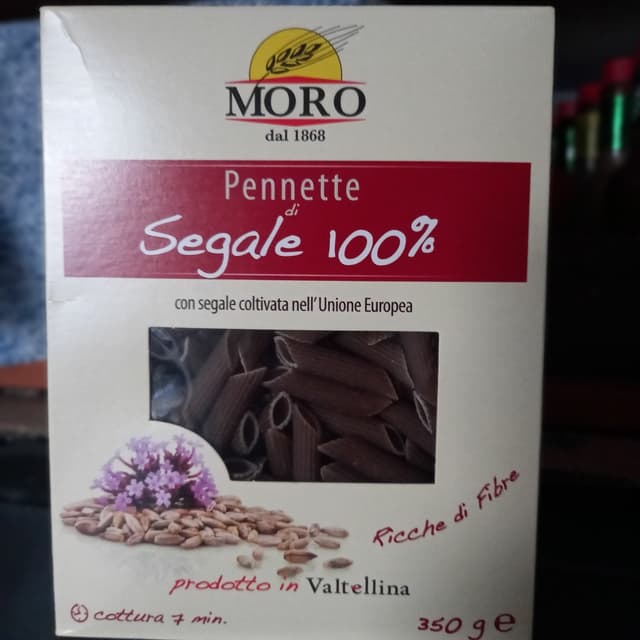 MORO
dal 1868
Pennette
di
Segale 100%
con segale coltivata nell'Unione Europea
Ricche di Fibre
prodotto in Valtellina
cottura 7 min.
350 g e